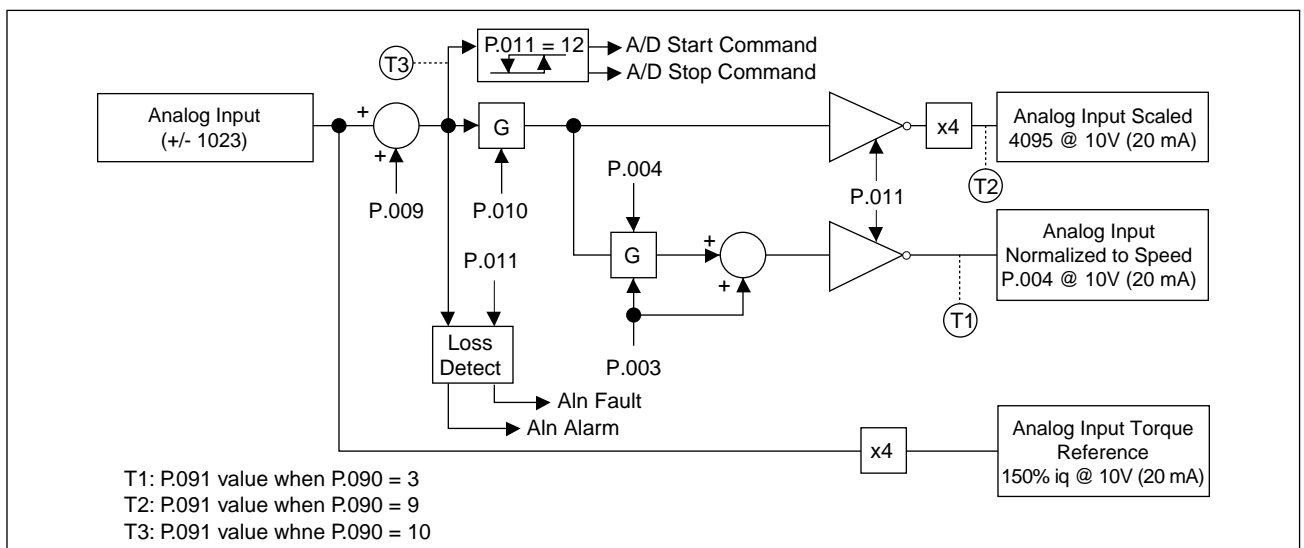 P.011 = 12
A/D Start Command
A/D Stop Command
T3
Analog Input
(+/- 1023)
+
+
P.009
G
P.010
x4
T2
Analog Input Scaled
4095 @ 10V (20 mA)
P.004
P.011
G
+
+
P.003
T1
Analog Input
Normalized to Speed
P.004 @ 10V (20 mA)
P.011
Loss
Detect
AIn Fault
AIn Alarm
x4
Analog Input Torque
Reference
150% iq @ 10V (20 mA)
T1: P.091 value when P.090 = 3
T2: P.091 value when P.090 = 9
T3: P.091 value whne P.090 = 10